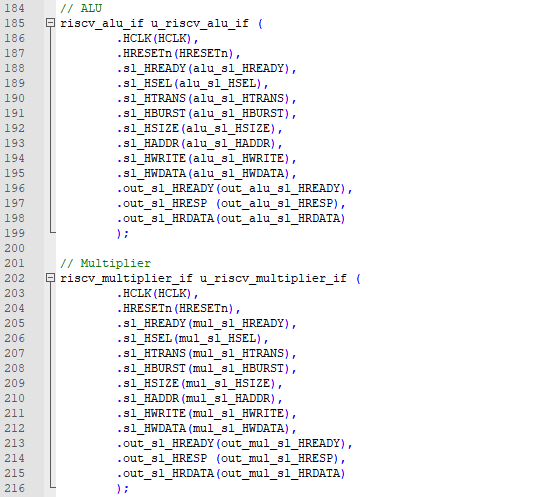 184 // ALU
185 riscv_alu_if u_riscv_alu_if (
186 .HCLK(HCLK),
187 .HRESETn(HRESETn),
188 .sl_HREADY(alu_sl_HREADY),
189 .sl_HSEL(alu_sl_HSEL),
190 .sl_HTRANS(alu_sl_HTRANS),
191 .sl_HBURST(alu_sl_HBURST),
192 .sl_HSIZE(alu_sl_HSIZE),
193 .sl_HADDR(alu_sl_HADDR),
194 .sl_HWRITE(alu_sl_HWRITE),
195 .sl_HWDATA(alu_sl_HWDATA),
196 .out_sl_HREADY(out_alu_sl_HREADY),
197 .out_sl_HRESP (out_alu_sl_HRESP),
198 .out_sl_HRDATA(out_alu_sl_HRDATA)
199 );
200
201 // Multiplier
202 riscv_multiplier_if u_riscv_multiplier_if (
203 .HCLK(HCLK),
204 .HRESETn(HRESETn),
205 .sl_HREADY(mul_sl_HREADY),
206 .sl_HSEL(mul_sl_HSEL),
207 .sl_HTRANS(mul_sl_HTRANS),
208 .sl_HBURST(mul_sl_HBURST),
209 .sl_HSIZE(mul_sl_HSIZE),
210 .sl_HADDR(mul_sl_HADDR),
211 .sl_HWRITE(mul_sl_HWRITE),
212 .sl_HWDATA(mul_sl_HWDATA),
213 .out_sl_HREADY(out_mul_sl_HREADY),
214 .out_sl_HRESP (out_mul_sl_HRESP),
215 .out_sl_HRDATA(out_mul_sl_HRDATA)
216 );